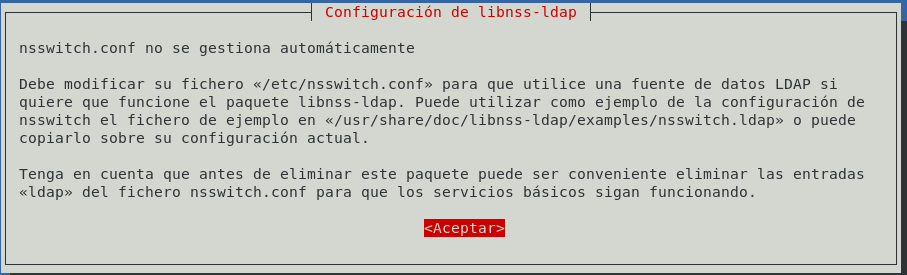 Configuración de libnss-ldap
nsswitch.conf no se gestiona automáticamente
Debe modificar su fichero «/etc/nsswitch.conf» para que utilice una fuente de datos LDAP si
quiere que funcione el paquete libnss-ldap. Puede utilizar como ejemplo de la configuración de
nsswitch el fichero de ejemplo en «/usr/share/doc/libnss-ldap/examples/nsswitch.ldap» o puede
copiarlo sobre su configuración actual.
Tenga en cuenta que antes de eliminar este paquete puede ser conveniente eliminar las entradas
«ldap» del fichero nsswitch.conf para que los servicios básicos sigan funcionando.
<Aceptar>